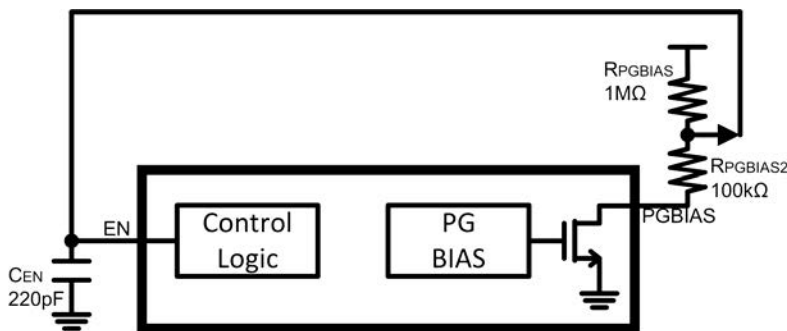 RPGBIAS
1MΩ
RPGBIAS2
100kΩ
PGBIAS
EN
Control
Logic
PG
BIAS
CEN
220pF